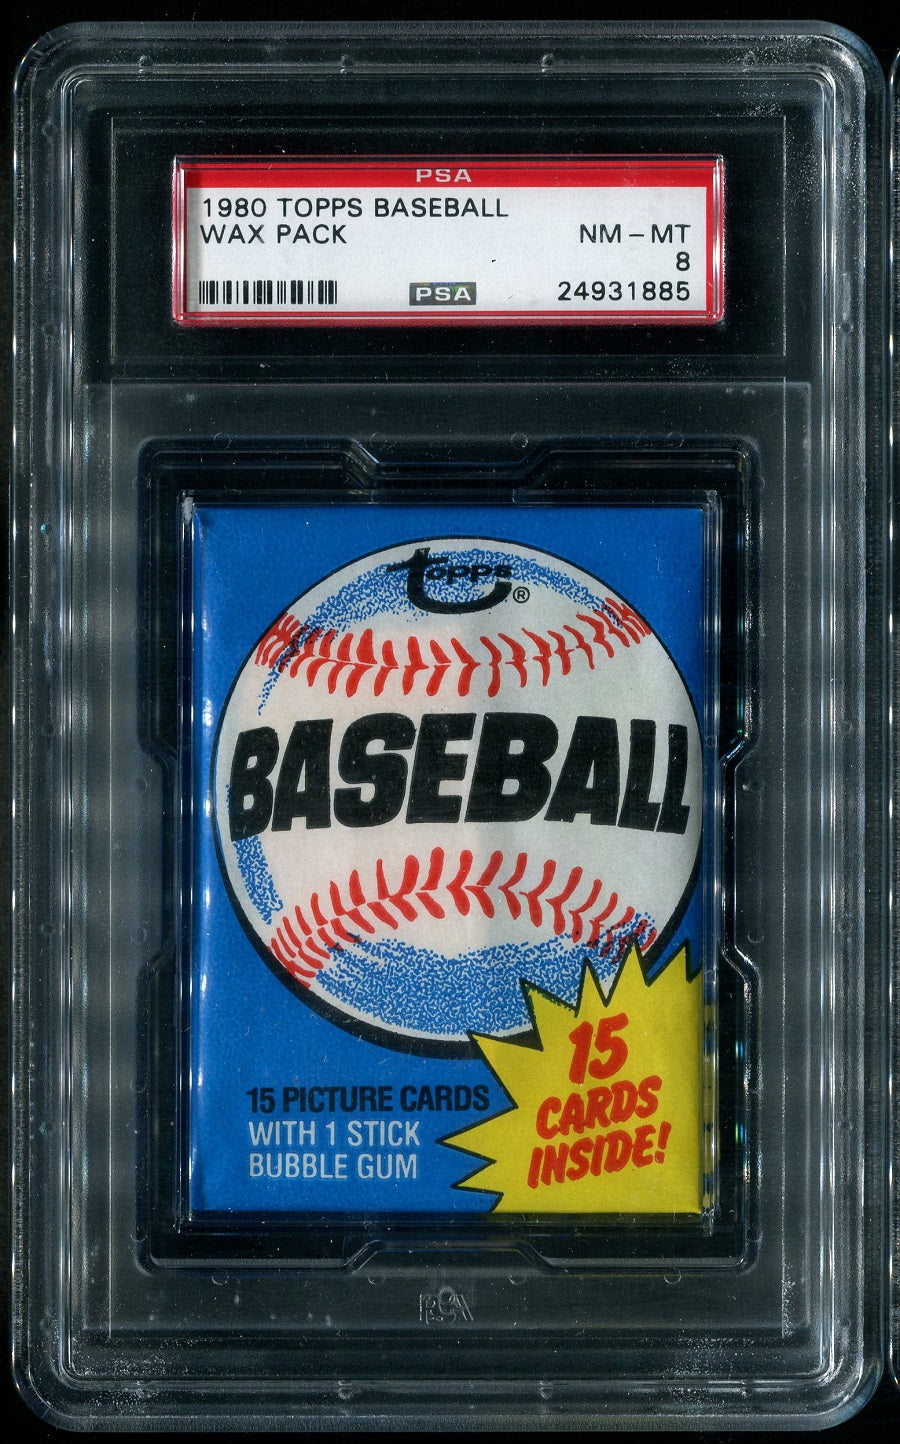 PSA
1980 TOPPS BASEBALL
WAX PACK NM-MT
8
PSA 24931885
topps®
BASEBALL
15 PICTURE CARDS
WITH 1 STICK
BUBBLE GUM
15
CARDS
INSIDE!
PSA